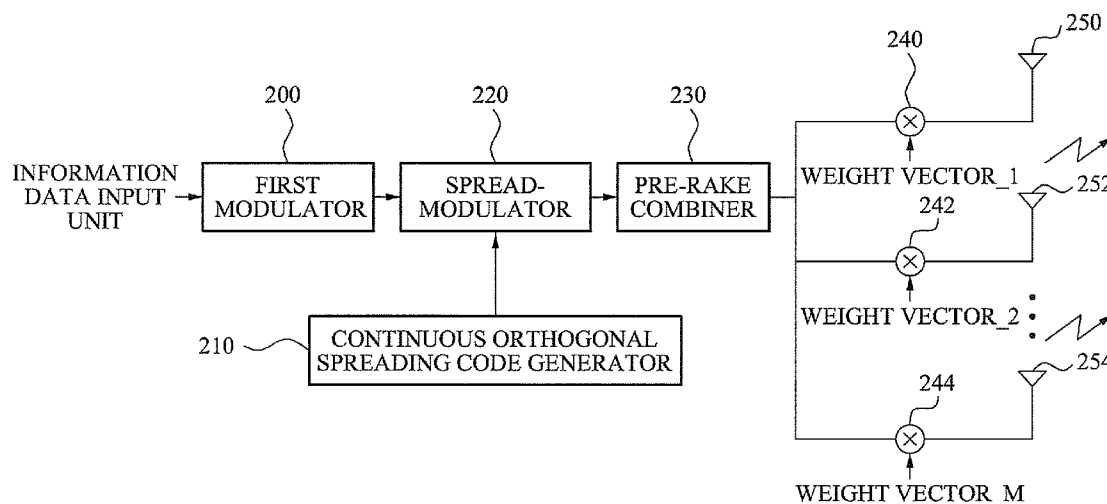 250
240
200
220
230
INFORMATION
DATA INPUT
UNIT
FIRST
MODULATOR
SPREAD-
MODULATOR
PRE-RAKE
COMBINER
WEIGHT VECTOR_1
252
242
WEIGHT VECTOR_2
210
CONTINUOUS ORTHOGONAL
SPREADING CODE GENERATOR
254
244
WEIGHT VECTOR_M